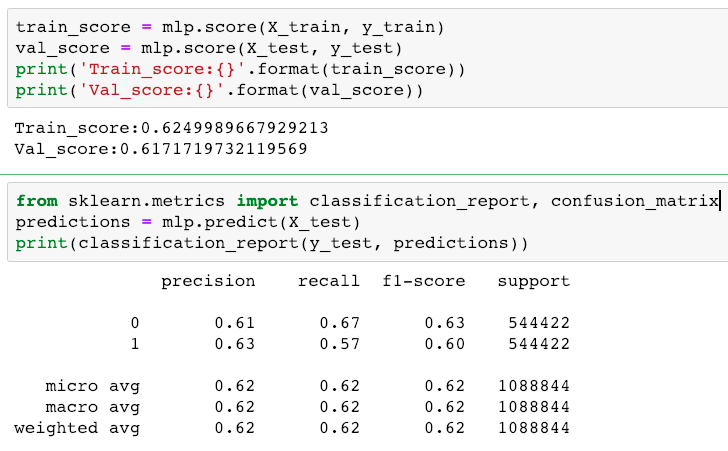 train_score = mlp.score(X_train, y_train)
val_score = mlp.score(X_test, y_test)
print('Train_score:{}'.format(train_score))
print('Val_score:{}'.format(val_score))
Train_score:0.6249989667929213
Val_score:0.6171719732119569
from sklearn.metrics import classification_report, confusion_matrix
predictions = mlp.predict(X_test)
print(classification_report(y_test, predictions))
precision recall f1-score support
0 0.61 0.67 0.63 544422
1 0.63 0.57 0.60 544422
micro avg 0.62 0.62 0.62 1088844
macro avg 0.62 0.62 0.62 1088844
weighted avg 0.62 0.62 0.62 1088844